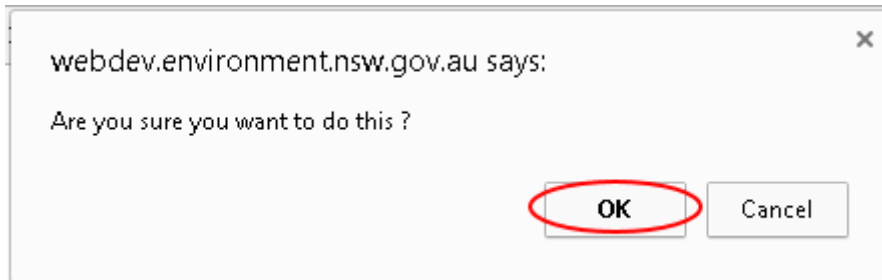 webdev.environment.nsw.gov.au says:
Are you sure you want to do this ?
OK Cancel